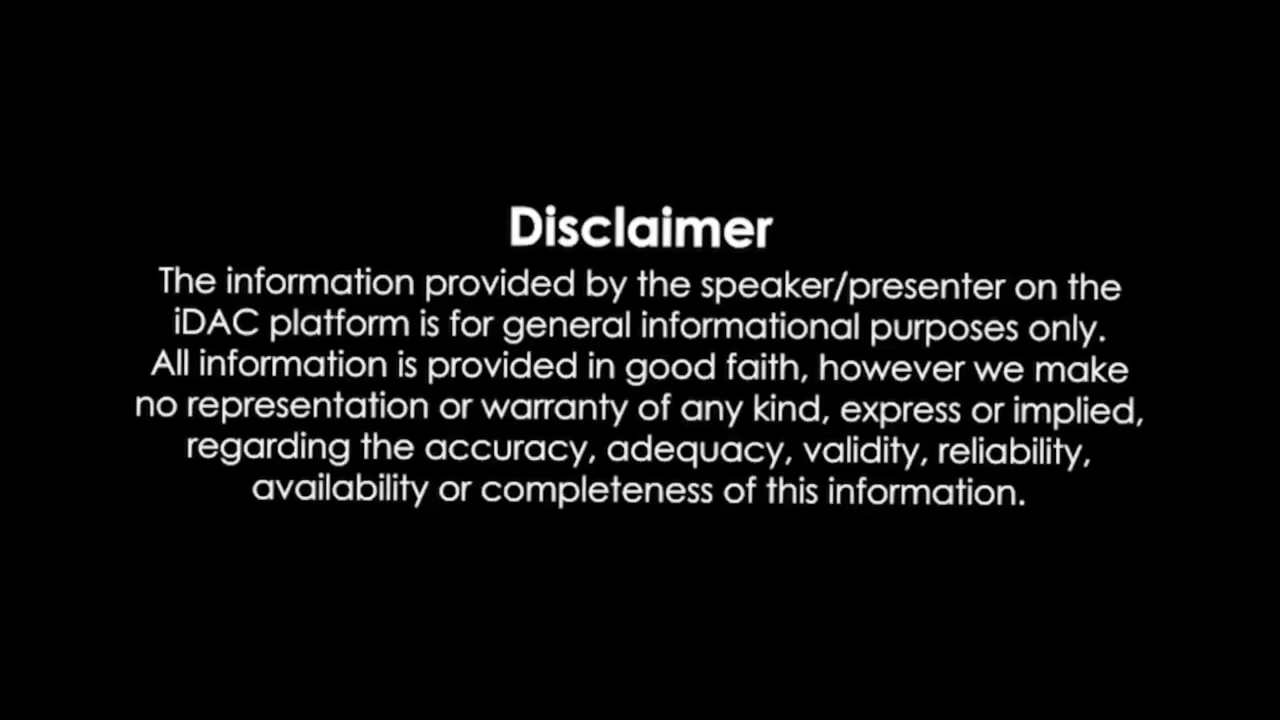 Disclaimer
The information provided by the speaker/presenter on the
iDAC platform is for general informational purposes only.
All information is provided in good faith, however we make
no representation or warranty of any kind, express or implied,
regarding the accuracy, adequacy, validity, reliability,
availability or completeness of this information.